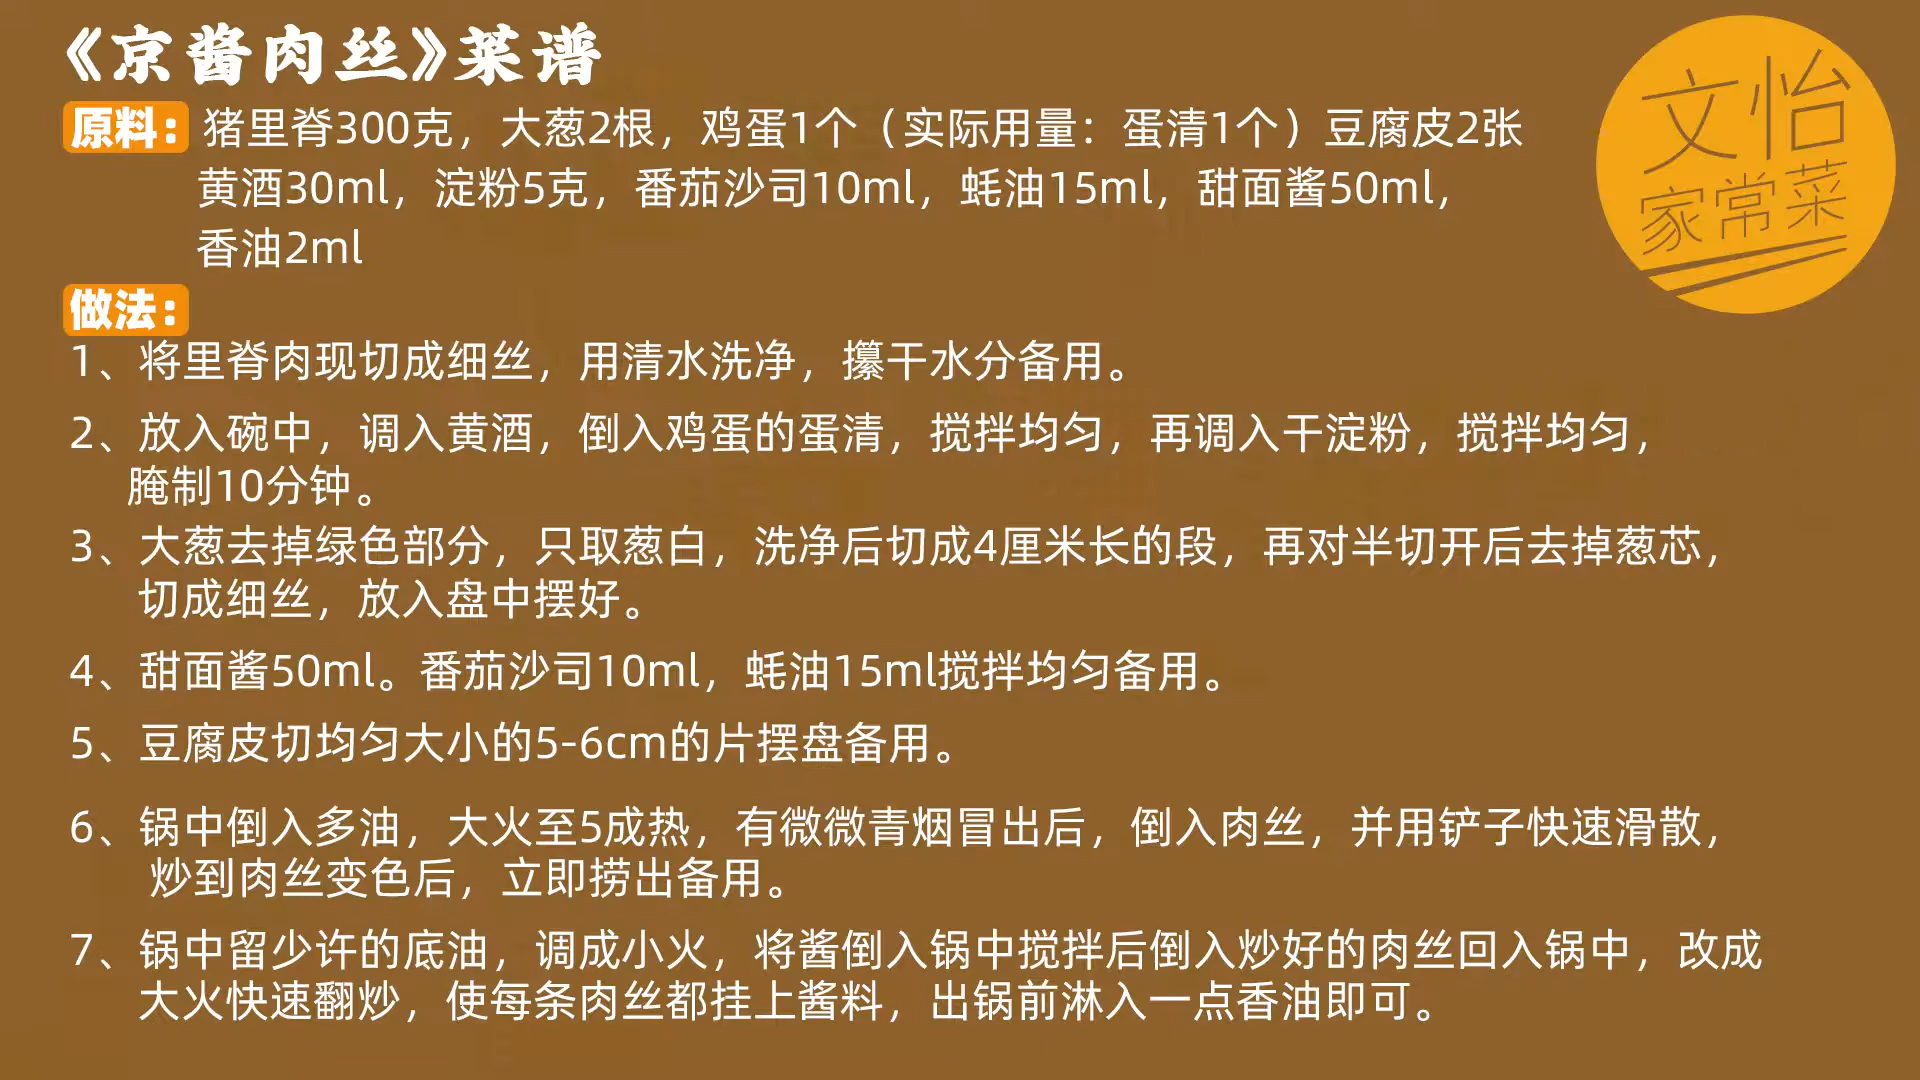 《京酱肉丝》菜谱
原料：猪里脊300克，大葱2根，鸡蛋1个（实际用量：蛋清1个）豆腐皮2张
黄酒30ml，淀粉5克，番茄沙司10ml，蚝油15ml，甜面酱50ml，
香油2ml
文怡
家常菜
做法：
1、将里脊肉现切成细丝，用清水洗净，攥干水分备用。
2、放入碗中，调入黄酒，倒入鸡蛋的蛋清，搅拌均匀，再调入干淀粉，搅拌均匀，
腌制10分钟。
3、大葱去掉绿色部分，只取葱白，洗净后切成4厘米长的段，再对半切开后去掉葱芯，
切成细丝，放入盘中摆好。
4、甜面酱50ml。番茄沙司10ml，蚝油15ml搅拌均匀备用。
5、豆腐皮切均匀大小的5-6cm的片摆盘备用。
6、锅中倒入多油，大火至5成热，有微微青烟冒出后，倒入肉丝，并用铲子快速滑散，
炒到肉丝变色后，立即捞出备用。
7、锅中留少许的底油，调成小火，将酱倒入锅中搅拌后倒入炒好的肉丝回入锅中，改成
大火快速翻炒，使每条肉丝都挂上酱料，出锅前淋入一点香油即可。